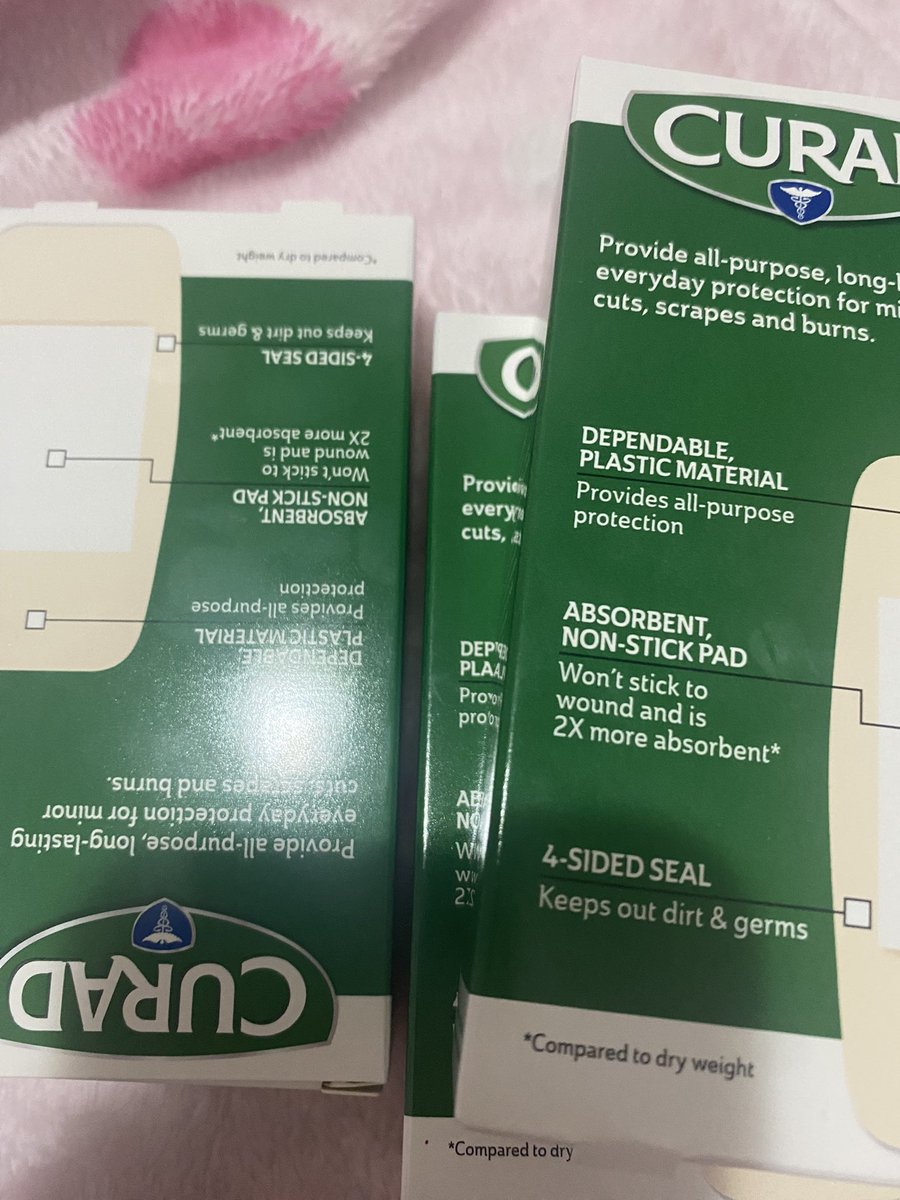 *Compared to dry weight
Keeps out dirt & germs
4-SIDED SEAL
2X more absorbent*
wound and is
Won't stick to
ABSORBENT,
NON-STICK PAD
protection
Provides all-purpose
DEPENDABLE,
PLASTIC MATERIAL
Provide all-purpose, long-lasting
everyday protection for minor
cuts, scrapes and burns.
CURAD
cuts,
*Compared to dry
Provide all-purpose,
everyday protection for
cuts, scrapes and burns.
DEPENDABLE,
PLASTIC MATERIAL
Provides all-purpose
protection
ABSORBENT,
NON-STICK PAD
Won't stick to
wound and is
2X more absorbent*
4-SIDED SEAL
Keeps out dirt & germs
*Compared to dry weight